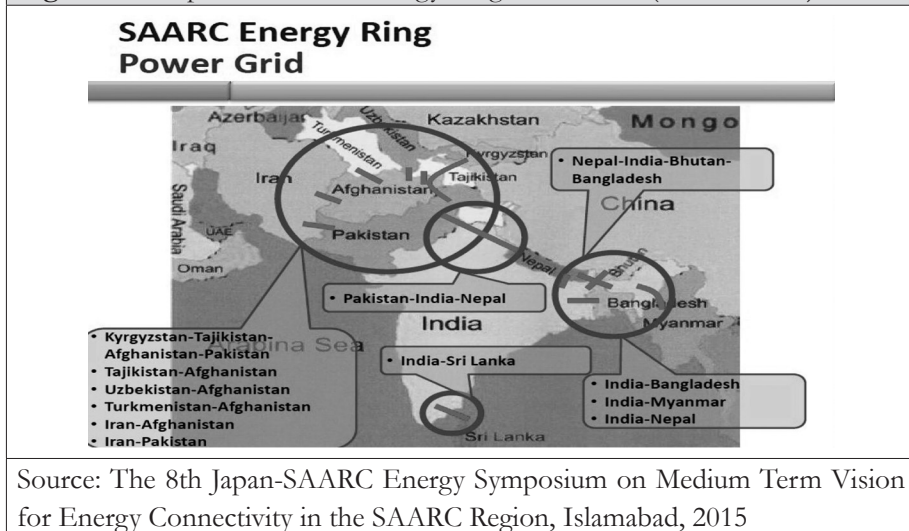 SAARC Energy Ring
Power Grid
Azerbaijan
Uzbekistan
Kazakhstan
Mongo
Iraq
Turkmenistan
Kyrgyzstan
Iran
Afghanistan
Tajikistan
• Nepal-India-Bhutan-
Bangladesh
China
Saudi Arabia
UAE
Pakistan
Oman
Nepal
Bhutan
• Pakistan-India-Nepal
Bangladesh
India
Myanmar
• Kyrgyzstan-Tajikistan-
Afghanistan-Pakistan
• Tajikistan-Afghanistan
• Uzbekistan-Afghanistan
• Turkmenistan-Afghanistan
• Iran-Afghanistan
• Iran-Pakistan
Arabina Sea
• India-Sri Lanka
• India-Bangladesh
• India-Myanmar
• India-Nepal
Sri Lanka
Source: The 8th Japan-SAARC Energy Symposium on Medium Term Vision
for Energy Connectivity in the SAARC Region, Islamabad, 2015